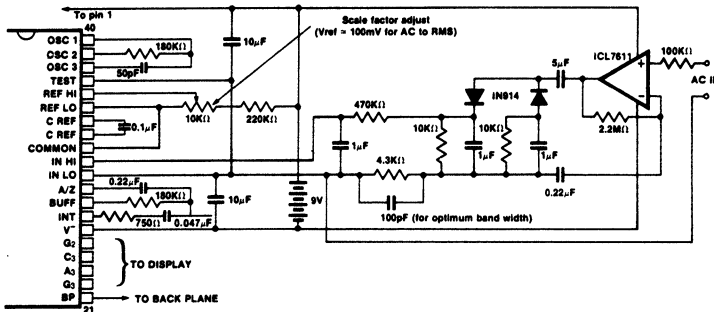 To pin 1
40
OSC 1
OSC 2
OSC 3
TEST
REF HI
REF LO
C REF
C REF
COMMON
IN HI
IN LO
A/Z
BUFF
INT
V⁻
G2
C3
A3
G3
BP
21
180KΩ
50pF
10µF
Scale factor adjust
(Vref ≃ 100mV for AC to RMS)
10KΩ
220KΩ
0.1µF
5µF
ICL7611
+
−
100KΩ
AC I
IN914
2.2MΩ
470KΩ
10KΩ
10KΩ
1µF
1µF
1µF
4.3KΩ
0.22µF
100pF (for optimum band width)
0.22µF
180KΩ
750Ω
0.047µF
10µF
9V
TO DISPLAY
TO BACK PLANE